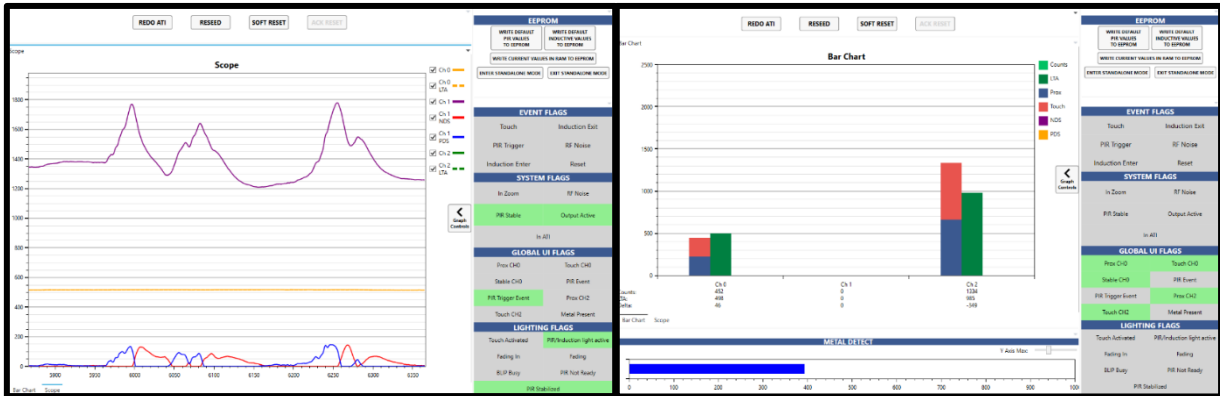 REDO ATI RESEED SOFT RESET ACK RESET
Scope
Scope
1800
1600
1400
1200
1000
800
600
400
200
0
3900 3950 6000 6050 6100 6150 6200 6250 6300 6350
Ch 0
Ch 0 LTA
Ch 1
Ch 1 NDS
Ch 1 PDS
Ch 2
Ch 2 LTA
Graph Controls
Bar Chart Scope
EEPROM
WRITE DEFAULT PIR VALUES TO EEPROM WRITE DEFAULT INDUCTIVE VALUES TO EEPROM
WRITE CURRENT VALUES IN RAM TO EEPROM
ENTER STANDALONE MODE EXIT STANDALONE MODE
EVENT FLAGS
Touch Induction Exit
PIR Trigger RF Noise
Induction Enter Reset
SYSTEM FLAGS
In Zoom RF Noise
PIR Stable Output Active
In ATI
GLOBAL UI FLAGS
Prox CH0 Touch CH0
Stable CH0 PIR Event
PIR Trigger Event Prox CH2
Touch CH2 Metal Present
LIGHTING FLAGS
Touch Activated PIR/Induction light active
Fading In Fading
BLIP Busy PIR Not Ready
PIR Stabilized
REDO ATI RESEED SOFT RESET ACK RESET
Bar Chart
Bar Chart
2500
2000
1500
1000
500
0
Counts
LTA
Prox
Touch
NDS
PDS
Graph Controls
Ch 0 Ch 1 Ch 2
Counts: 452 0 1334
LTA: 498 0 985
Delta: 46 0 -349
Bar Chart Scope
METAL DETECT
Y Axis Max:
0 100 200 300 400 500 600 700 800 900 1000
EEPROM
WRITE DEFAULT PIR VALUES TO EEPROM WRITE DEFAULT INDUCTIVE VALUES TO EEPROM
WRITE CURRENT VALUES IN RAM TO EEPROM
ENTER STANDALONE MODE EXIT STANDALONE MODE
EVENT FLAGS
Touch Induction Exit
PIR Trigger RF Noise
Induction Enter Reset
SYSTEM FLAGS
In Zoom RF Noise
PIR Stable Output Active
In ATI
GLOBAL UI FLAGS
Prox CH0 Touch CH0
Stable CH0 PIR Event
PIR Trigger Event Prox CH2
Touch CH2 Metal Present
LIGHTING FLAGS
Touch Activated PIR/Induction light active
Fading In Fading
BLIP Busy PIR Not Ready
PIR Stabilized